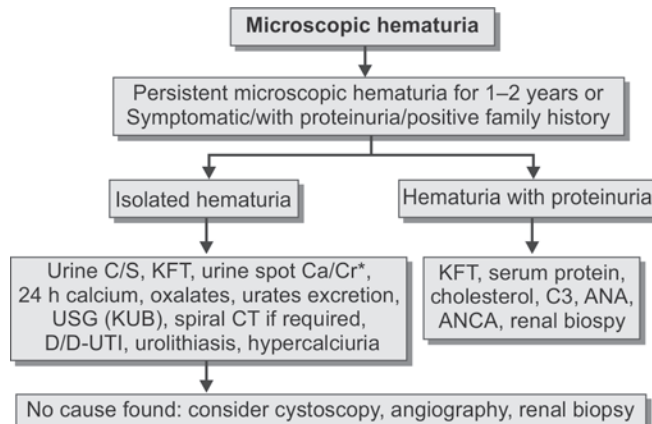 Microscopic hematuria
Persistent microscopic hematuria for 1–2 years or
Symptomatic/with proteinuria/positive family history
Isolated hematuria
Hematuria with proteinuria
Urine C/S, KFT, urine spot Ca/Cr*,
24 h calcium, oxalates, urates excretion,
USG (KUB), spiral CT if required,
D/D-UTI, urolithiasis, hypercalciuria
KFT, serum protein,
cholesterol, C3, ANA,
ANCA, renal biospy
No cause found: consider cystoscopy, angiography, renal biopsy